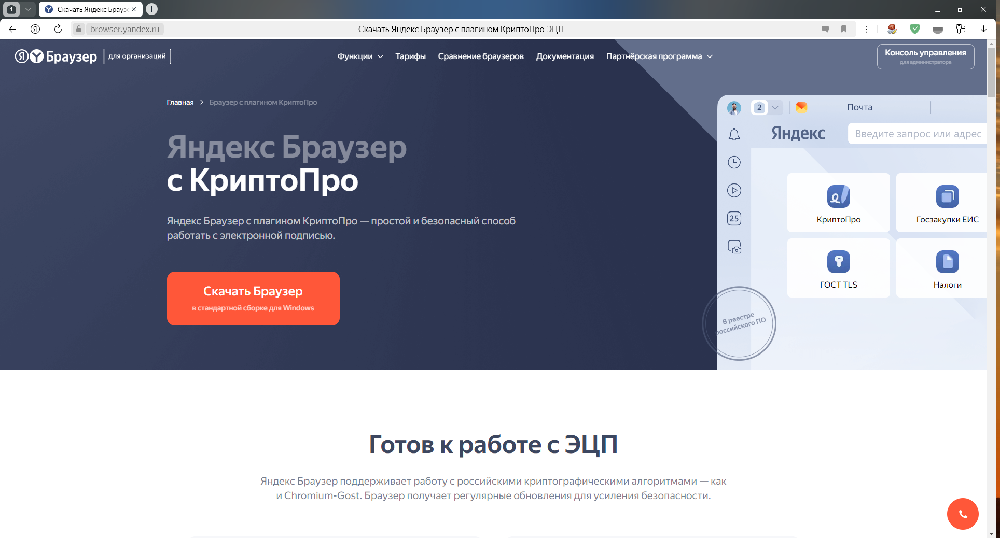 1
Скачать Яндекс Браузе
browser.yandex.ru
Скачать Яндекс Браузер с плагином КриптоПро ЭЦП
Браузер
для организаций
Функции
Тарифы
Сравнение браузеров
Документация
Партнёрская программа
Консоль управления
для администратора
Главная
Браузер с плагином КриптоПро
Яндекс Браузер
с КриптоПро
Яндекс Браузер с плагином КриптоПро — простой и безопасный способ
работать с электронной подписью.
Скачать Браузер
в стандартной сборке для Windows
2
Почта
Яндекс
Введите запрос или адрес
25
КриптоПро
Госзакупки ЕИС
ГОСТ TLS
Налоги
В реестре
российского ПО
Готов к работе с ЭЦП
Яндекс Браузер поддерживает работу с российскими криптографическими алгоритмами — как
и Chromium-Gost. Браузер получает регулярные обновления для усиления безопасности.